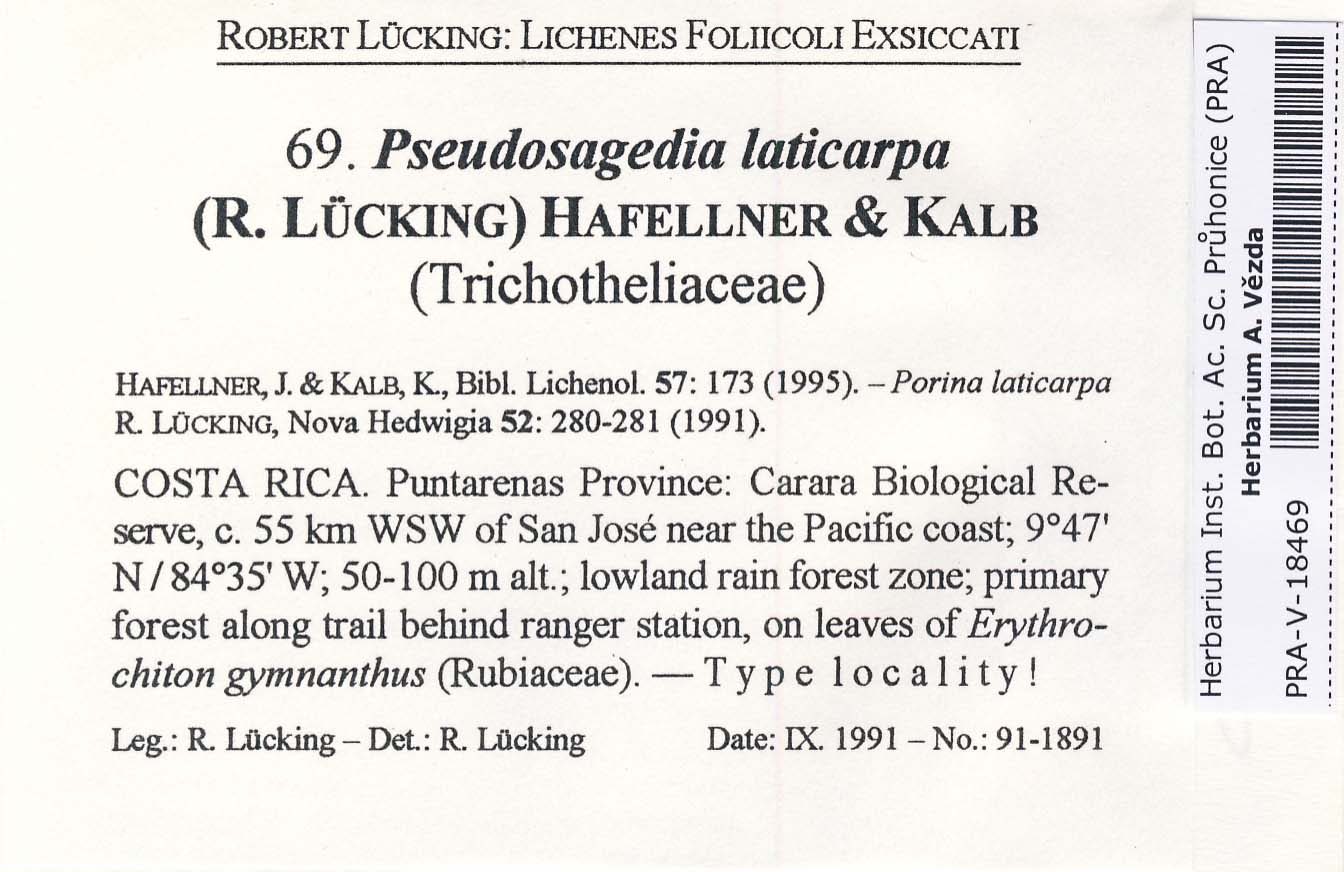 ROBERT LÜCKING: LICHENES FOLIICOLI EXSICCATI
69. Pseudosagedia laticarpa
(R. LÜCKING) HAFELLNER & KALB
(Trichotheliaceae)
HAFELLNER, J. & KALB, K., Bibl. Lichenol. 57: 173 (1995). – Porina laticarpa
R. LÜCKING, Nova Hedwigia 52: 280-281 (1991).
COSTA RICA. Puntarenas Province: Carara Biological Re-
serve, c. 55 km WSW of San José near the Pacific coast; 9°47'
N / 84°35' W; 50-100 m alt.; lowland rain forest zone; primary
forest along trail behind ranger station, on leaves of Erythro-
chiton gymnanthus (Rubiaceae). — Type locality!
Leg.: R. Lücking – Det.: R. Lücking Date: IX. 1991 – No.: 91-1891
Herbarium Inst. Bot. Ac. Sc. Průhonice (PRA)
Herbarium A. Vězda
PRA-V-18469